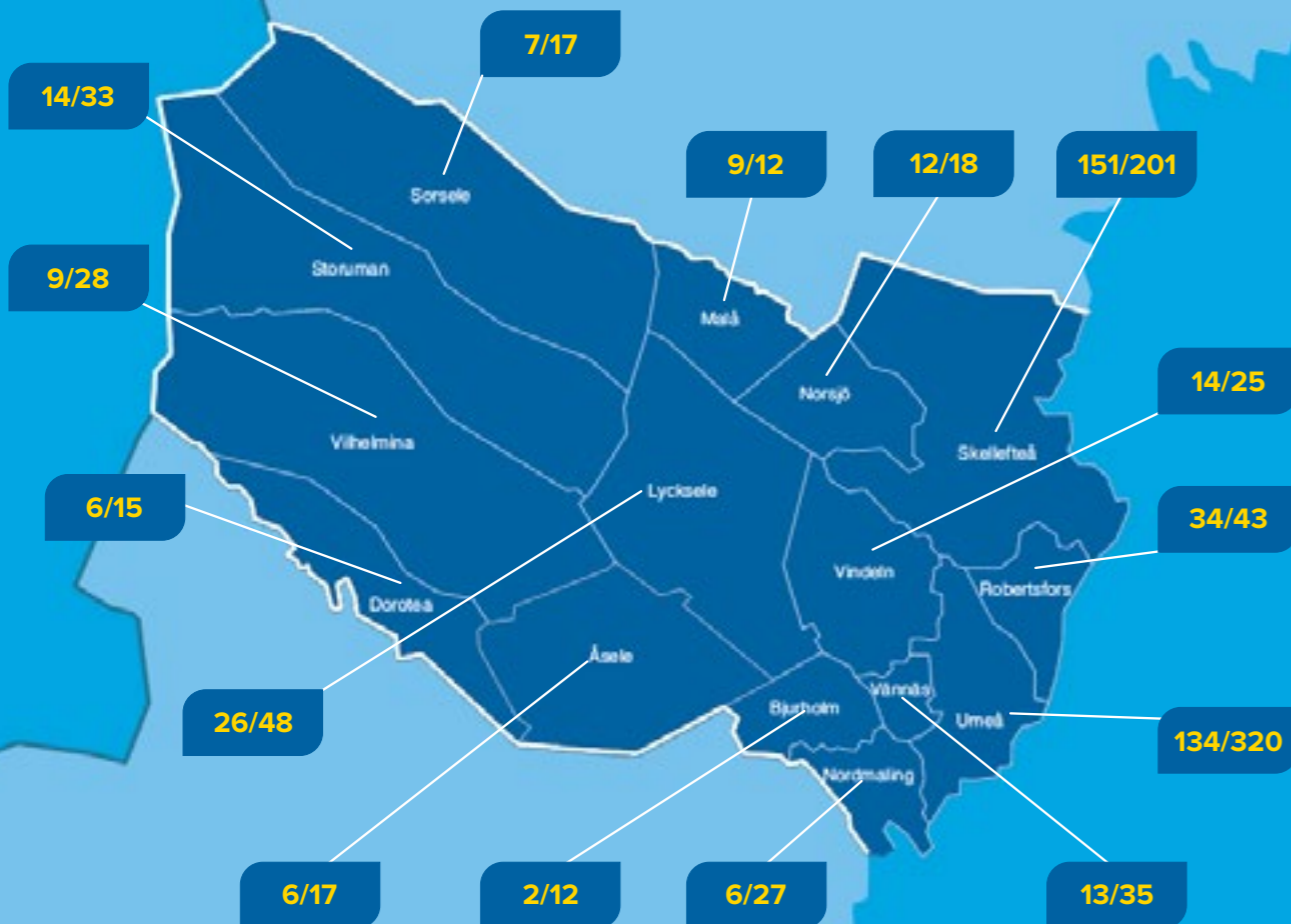 7/17
14/33
9/12
12/18
151/201
Sorsele
Storuman
9/28
Malå
Norsjö
14/25
Vilhelmina
Skellefteå
Lycksele
6/15
34/43
Vindeln
Robertsfors
Dorotea
Åsele
Vännäs
Bjurholm
Umeå
26/48
134/320
Nordmaling
6/17
2/12
6/27
13/35